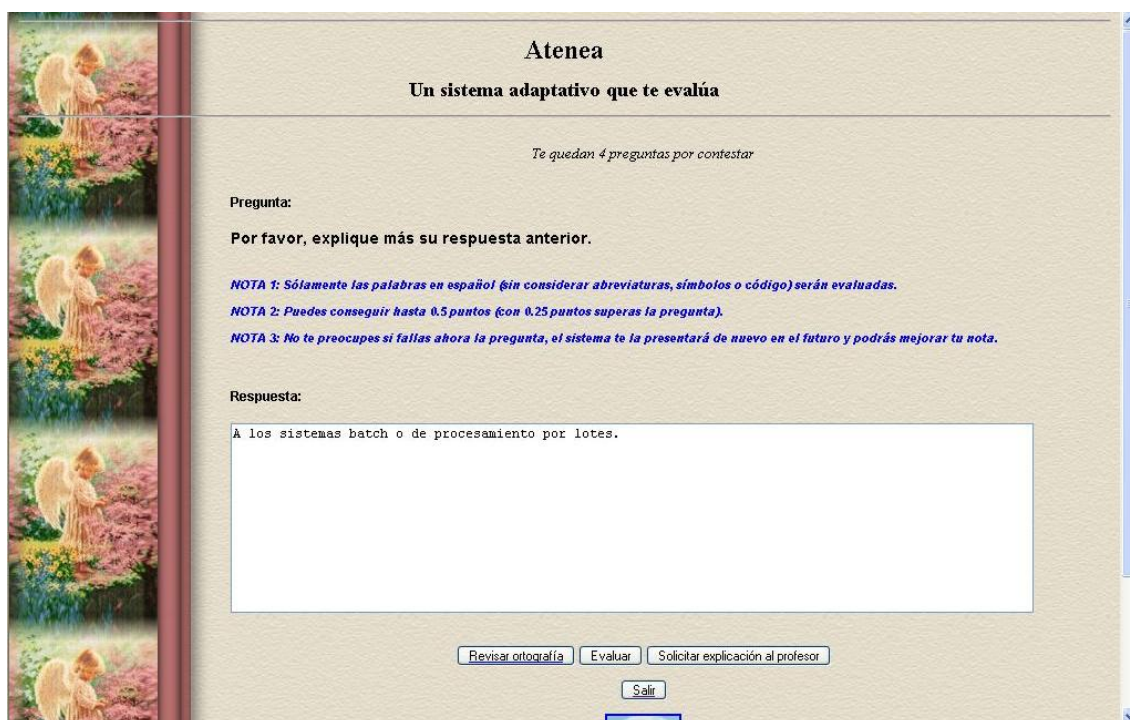 Atenea
Un sistema adaptativo que te evalúa
Te quedan 4 preguntas por contestar
Pregunta:
Por favor, explique más su respuesta anterior.
NOTA 1: Sólamente las palabras en español (sin considerar abreviaturas, símbolos o código) serán evaluadas.
NOTA 2: Puedes conseguir hasta 0.5 puntos (con 0.25 puntos superas la pregunta).
NOTA 3: No te preocupes si fallas ahora la pregunta, el sistema te la presentará de nuevo en el futuro y podrás mejorar tu nota.
Respuesta:
A los sistemas batch o de procesamiento por lotes.
Revisar ortografía Evaluar Solicitar explicación al profesor
Salir